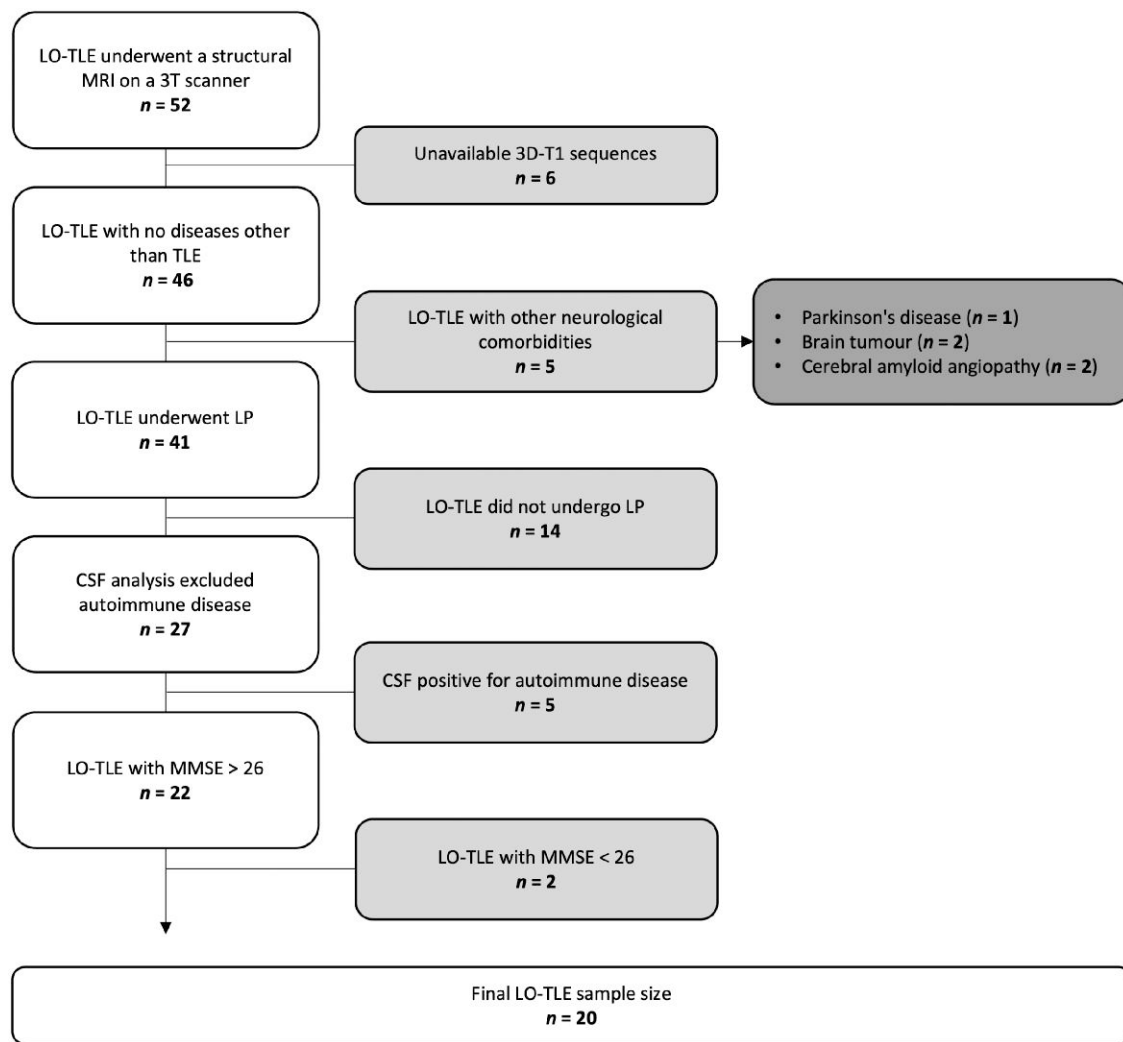 LO-TLE underwent a structural
MRI on a 3T scanner
n = 52
Unavailable 3D-T1 sequences
n = 6
LO-TLE with no diseases other
than TLE
n = 46
LO-TLE with other neurological
comorbidities
n = 5
• Parkinson's disease (n = 1)
• Brain tumour (n = 2)
• Cerebral amyloid angiopathy (n = 2)
LO-TLE underwent LP
n = 41
LO-TLE did not undergo LP
n = 14
CSF analysis excluded
autoimmune disease
n = 27
CSF positive for autoimmune disease
n = 5
LO-TLE with MMSE > 26
n = 22
LO-TLE with MMSE < 26
n = 2
Final LO-TLE sample size
n = 20